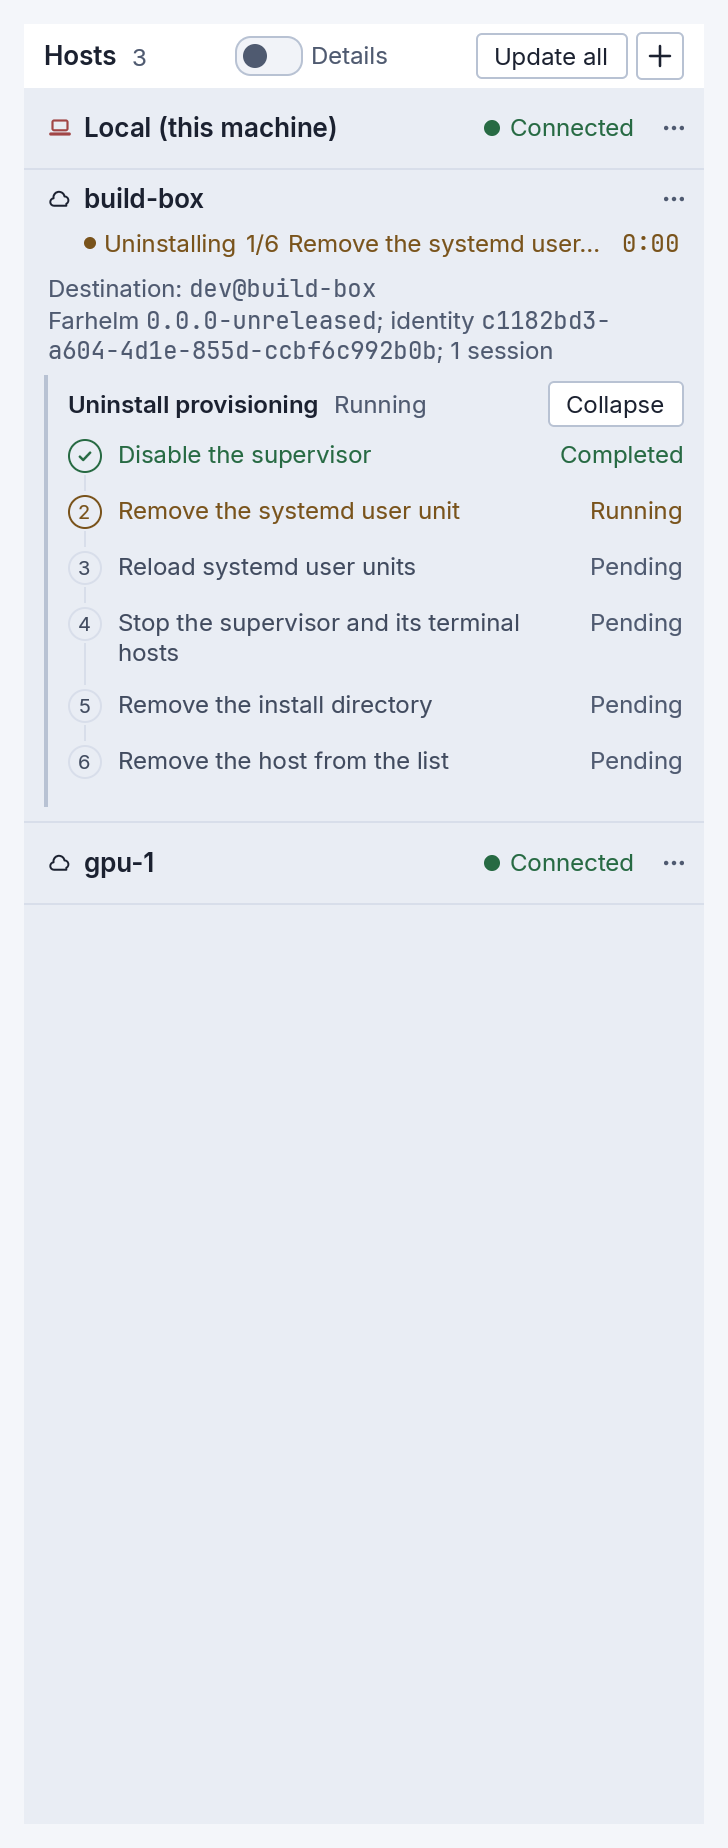 Hosts 3 Details Update all
Local (this machine) Connected
build-box
Uninstalling 1/6 Remove the systemd user... 0:00
Destination: dev@build-box
Farhelm 0.0.0-unreleased; identity c1182bd3-
a604-4d1e-855d-ccbf6c992b0b; 1 session
Uninstall provisioning Running Collapse
Disable the supervisor Completed
2 Remove the systemd user unit Running
3 Reload systemd user units Pending
4 Stop the supervisor and its terminal Pending
hosts
5 Remove the install directory Pending
6 Remove the host from the list Pending
gpu-1 Connected